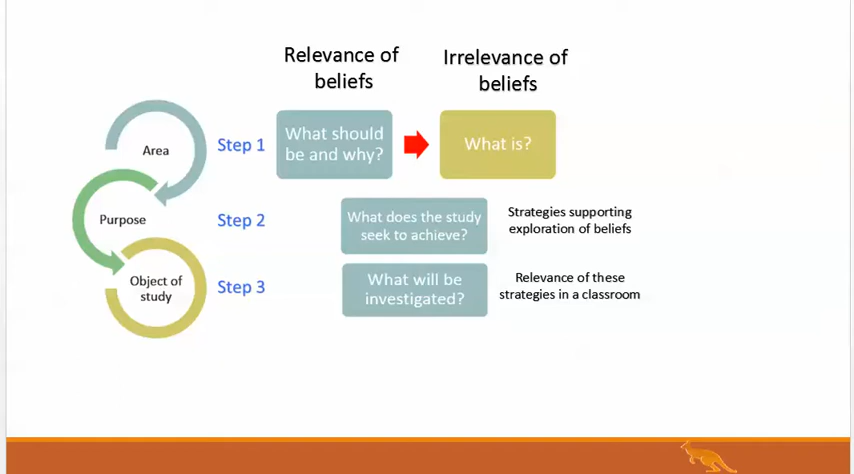 Relevance of
beliefs
Irrelevance of
beliefs
Area
Step 1
What should
be and why?
What is?
Purpose
Step 2
What does the study
seek to achieve?
Strategies supporting
exploration of beliefs
Object of
study
Step 3
What will be
investigated?
Relevance of these
strategies in a classroom